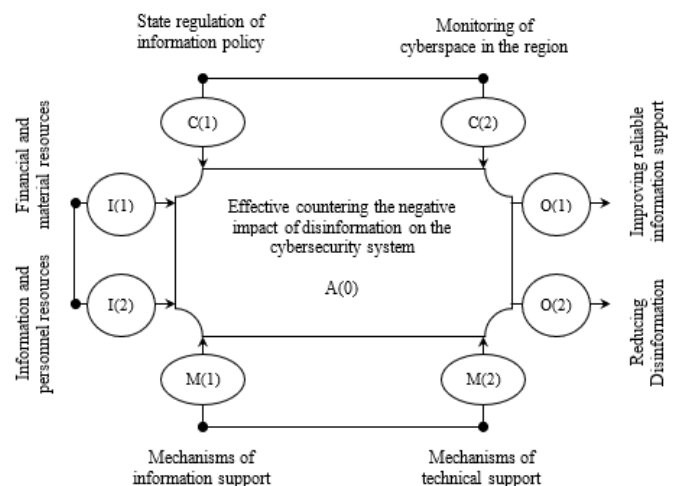 State regulation of
information policy
Monitoring of
cyberspace in the region
C(1)
C(2)
Financial and
material resources
I(1)
Effective countering the negative
impact of disinformation on the
cybersecurity system
A(0)
O(1)
Improving reliable
information support
Information and
personnel resources
I(2)
O(2)
Reducing
Disinformation
M(1)
M(2)
Mechanisms of
information support
Mechanisms of
technical support